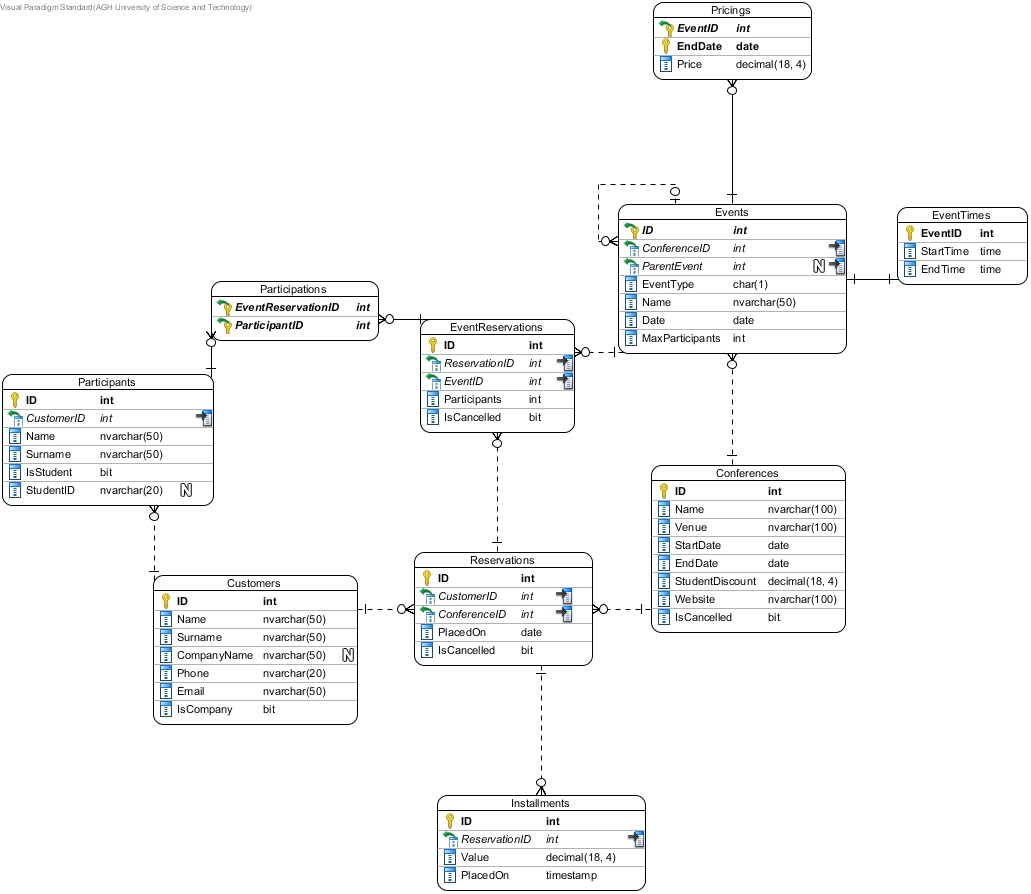 Visual Paradigm Standard(AGH University of Science and Technology)
Pricings
EventID int
EndDate date
Price decimal(18, 4)
Events
ID int
ConferenceID int
ParentEvent int N
EventType char(1)
Name nvarchar(50)
Date date
MaxParticipants int
EventTimes
EventID int
StartTime time
EndTime time
Participations
EventReservationID int
ParticipantID int
EventReservations
ID int
ReservationID int
EventID int
Participants int
IsCancelled bit
Participants
ID int
CustomerID int
Name nvarchar(50)
Surname nvarchar(50)
IsStudent bit
StudentID nvarchar(20) N
Conferences
ID int
Name nvarchar(100)
Venue nvarchar(100)
StartDate date
EndDate date
StudentDiscount decimal(18, 4)
Website nvarchar(100)
IsCancelled bit
Reservations
ID int
CustomerID int
ConferenceID int
PlacedOn date
IsCancelled bit
Customers
ID int
Name nvarchar(50)
Surname nvarchar(50)
CompanyName nvarchar(50) N
Phone nvarchar(20)
Email nvarchar(50)
IsCompany bit
Installments
ID int
ReservationID int
Value decimal(18, 4)
PlacedOn timestamp